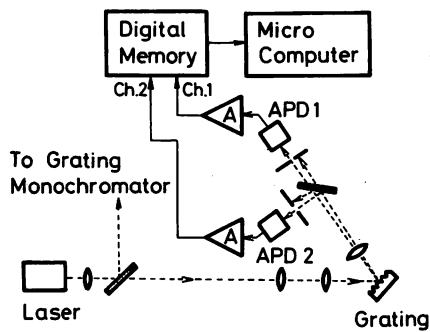 Digital
Memory
Micro
Computer
Ch.2
Ch.1
A
APD 1
To Grating
Monochromator
A
APD 2
Laser
Grating